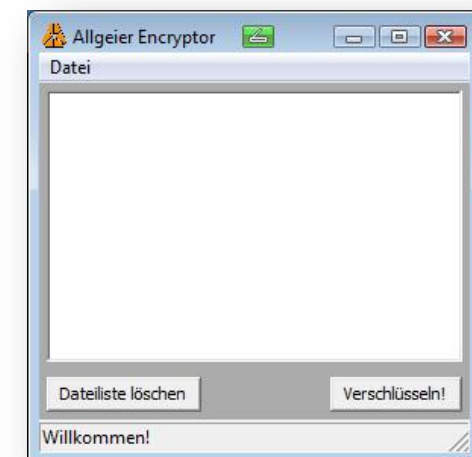 Allgeier Encryptor
Datei
Dateiliste löschen
Verschlüsseln!
Willkommen!